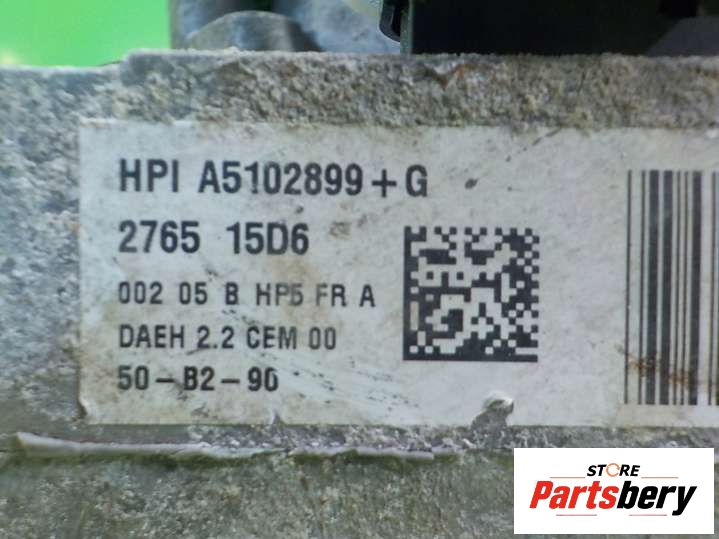 HPI A5102899+G
2765 15D6
002 05 B HP5 FR A
DAEH 2.2 CEM 00
50-B2-90
STORE
Partsbery